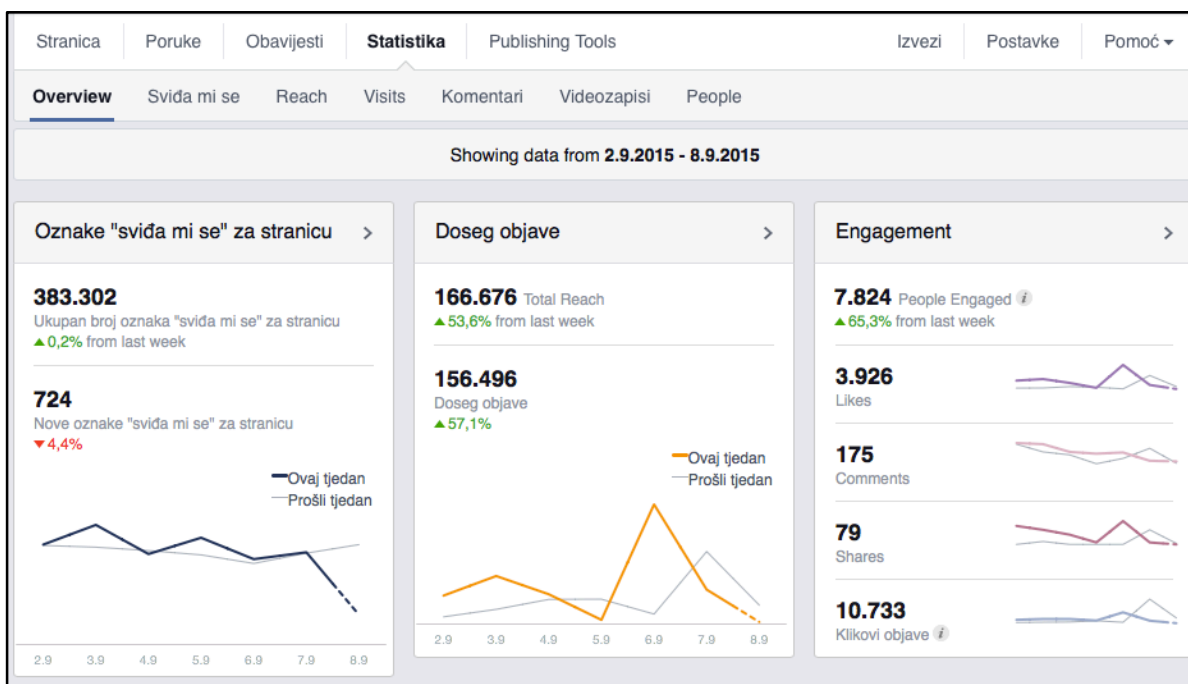 Stranica Poruke Obavijesti Statistika Publishing Tools Izvezi Postavke Pomoć
Overview Sviđa mi se Reach Visits Komentari Videozapisi People
Showing data from 2.9.2015 - 8.9.2015
Oznake "sviđa mi se" za stranicu
383.302
Ukupan broj oznaka "sviđa mi se" za stranicu
0,2% from last week
724
Nove oznake "sviđa mi se" za stranicu
4,4%
Ovaj tjedan
Prošli tjedan
2.9 3.9 4.9 5.9 6.9 7.9 8.9
Doseg objave
166.676 Total Reach
53,6% from last week
156.496
Doseg objave
57,1%
Ovaj tjedan
Prošli tjedan
2.9 3.9 4.9 5.9 6.9 7.9 8.9
Engagement
7.824 People Engaged i
65,3% from last week
3.926
Likes
175
Comments
79
Shares
10.733
Klikovi objave i